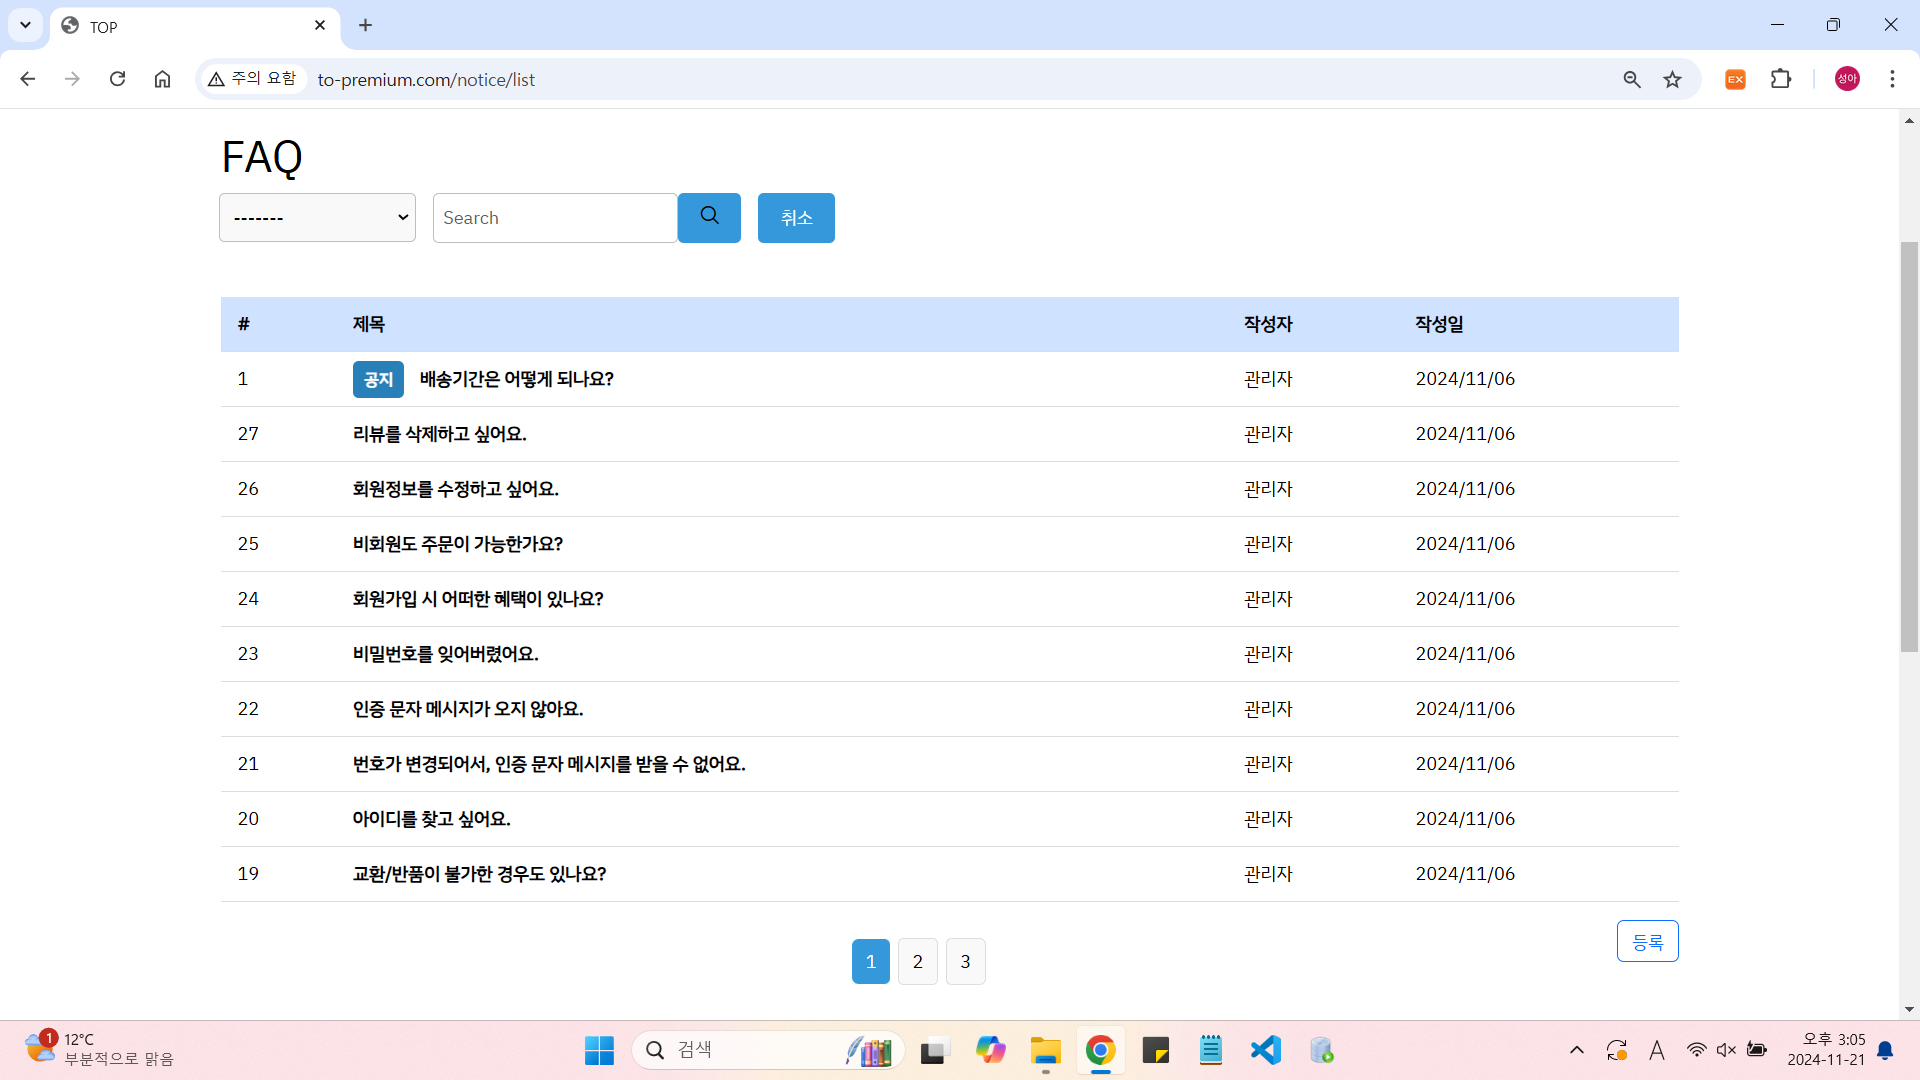 TOP
주의 요함 to-premium.com/notice/list
EX
성아
FAQ
------- Search 취소
# 제목 작성자 작성일
1 공지 배송기간은 어떻게 되나요? 관리자 2024/11/06
27 리뷰를 삭제하고 싶어요. 관리자 2024/11/06
26 회원정보를 수정하고 싶어요. 관리자 2024/11/06
25 비회원도 주문이 가능한가요? 관리자 2024/11/06
24 회원가입 시 어떠한 혜택이 있나요? 관리자 2024/11/06
23 비밀번호를 잊어버렸어요. 관리자 2024/11/06
22 인증 문자 메시지가 오지 않아요. 관리자 2024/11/06
21 번호가 변경되어서, 인증 문자 메시지를 받을 수 없어요. 관리자 2024/11/06
20 아이디를 찾고 싶어요. 관리자 2024/11/06
19 교환/반품이 불가한 경우도 있나요? 관리자 2024/11/06
등록
1 2 3
1 12°C
부분적으로 맑음
검색
A
오후 3:05
2024-11-21